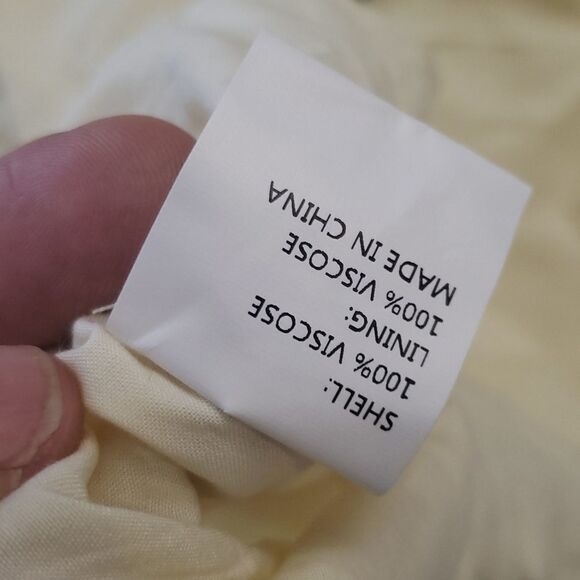 SHELL:
100% VISCOSE
LINING:
100% VISCOSE
MADE IN CHINA